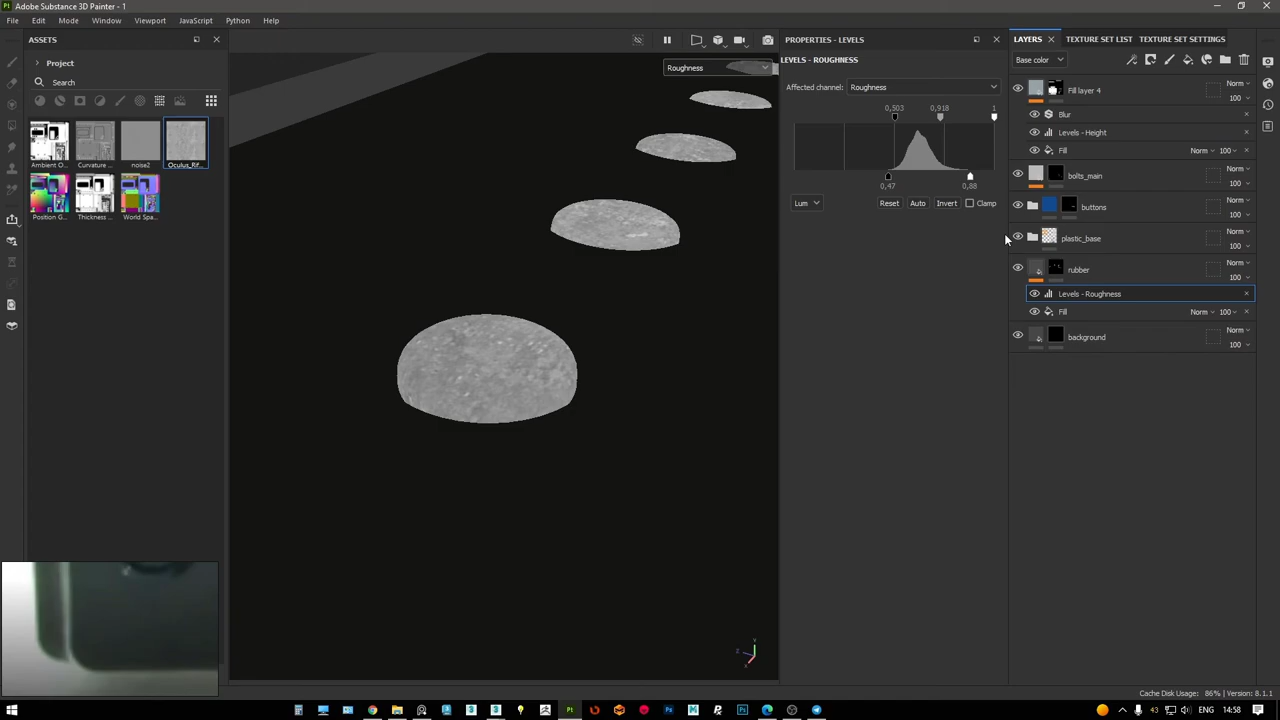 Adobe Substance 3D Painter - 1
File Edit Mode Window Viewport JavaScript Python Help
ASSETS
Project
Search
Ambient O...
Curvature ...
noise2
Oculus_Rif...
Position G...
Thickness ...
World Spa...
Roughness
PROPERTIES - LEVELS
LEVELS - ROUGHNESS
Affected channel: Roughness
0,503 0,918 1
0,47 0,88
Lum Reset Auto Invert Clamp
LAYERS TEXTURE SET LIST TEXTURE SET SETTINGS
Base color
Fill layer 4 Norm 100
Blur
Levels - Height
Fill Norm 100
bolts_main Norm 100
buttons Norm 100
plastic_base Norm 100
rubber Norm 100
Levels - Roughness
Fill Norm 100
background Norm 100
Cache Disk Usage: 86% | Version: 8.1.1
43 ENG 14:58